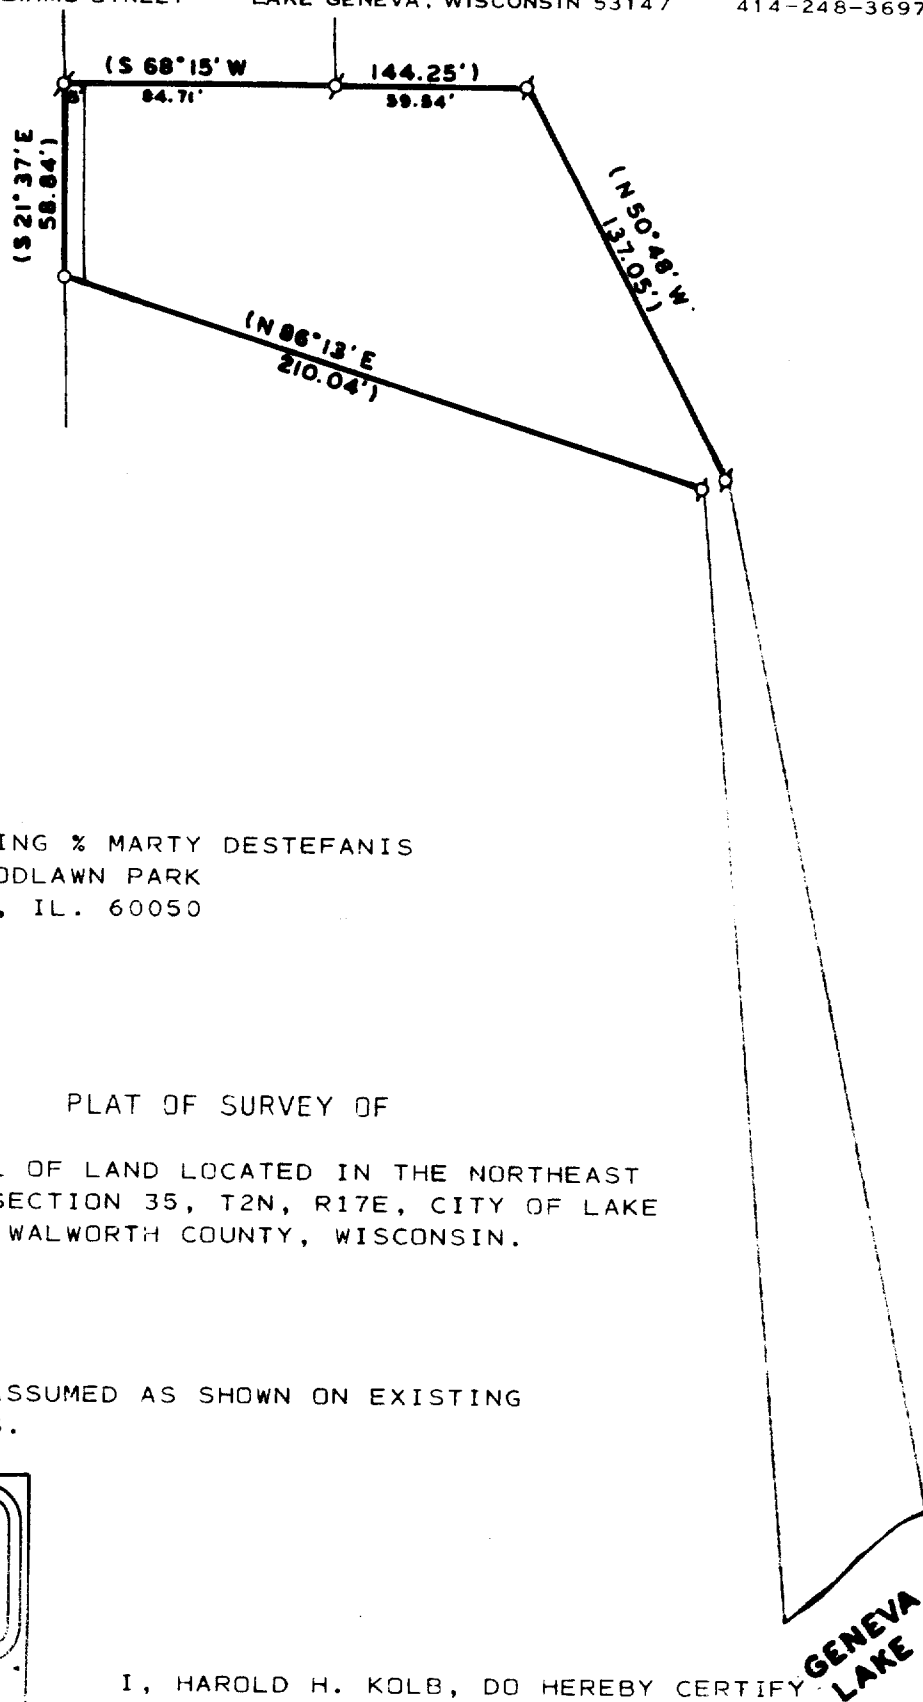 STREET LAKE GENEVA, WISCONSIN 53147 414-248-3697
(S 68°15' W 144.25')
5' 84.71' 59.54'
(S 21°37' E
58.84')
(N 50°48' W
137.05')
(N 86°13' E
210.04')
ING % MARTY DESTEFANIS
ODLAWN PARK
, IL. 60050
PLAT OF SURVEY OF
L OF LAND LOCATED IN THE NORTHEAST
SECTION 35, T2N, R17E, CITY OF LAKE
WALWORTH COUNTY, WISCONSIN.
ASSUMED AS SHOWN ON EXISTING
S.
GENEVA
LAKE
I, HAROLD H. KOLB, DO HEREBY CERTIFY